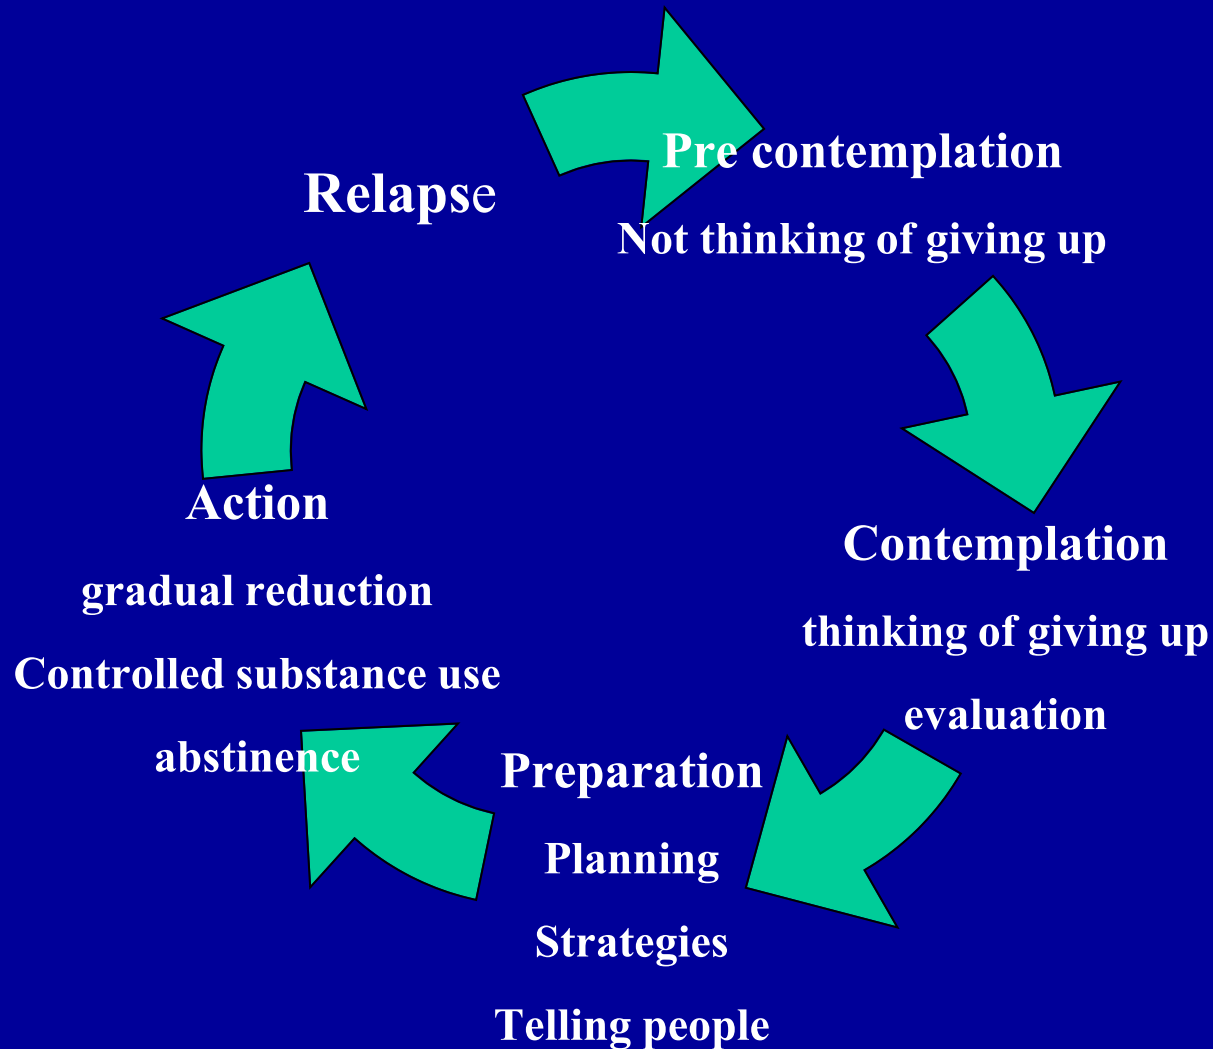 Relapse
Pre contemplation
Not thinking of giving up
Contemplation
thinking of giving up
evaluation
Preparation
Planning
Strategies
Telling people
Action
gradual reduction
Controlled substance use
abstinence